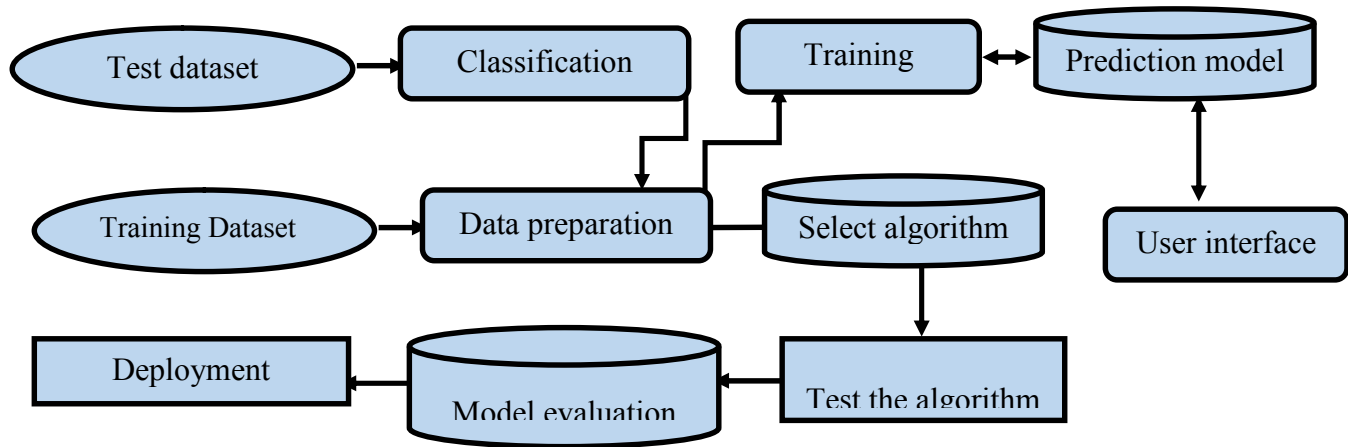 Test dataset
Classification
Training
Prediction model
Training Dataset
Data preparation
Select algorithm
User interface
Deployment
Model evaluation
Test the algorithm